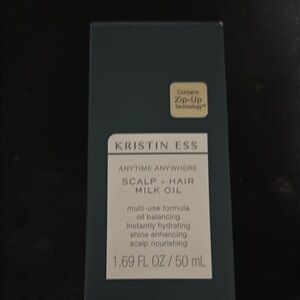 Contains
Zip-Up
Technology™
KRISTIN ESS
ANYTIME ANYWHERE
SCALP + HAIR
MILK OIL
multi-use formula
oil balancing
instantly hydrating
shine enhancing
scalp nourishing
1.69 FL OZ / 50 mL